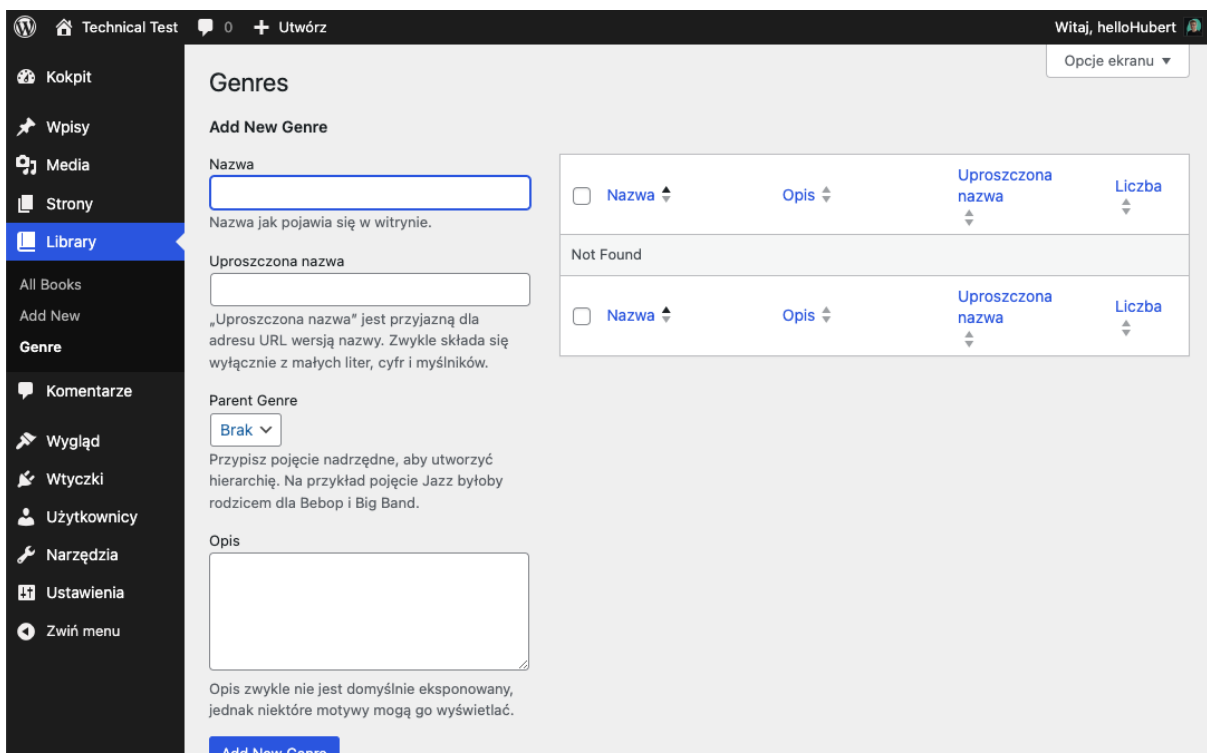 Technical Test
0
Utwórz
Witaj, helloHubert
Opcje ekranu
Kokpit
Wpisy
Media
Strony
Library
All Books
Add New
Genre
Komentarze
Wygląd
Wtyczki
Użytkownicy
Narzędzia
Ustawienia
Zwiń menu
Genres
Add New Genre
Nazwa
Nazwa jak pojawia się w witrynie.
Uproszczona nazwa
„Uproszczona nazwa” jest przyjazną dla
adresu URL wersją nazwy. Zwykle składa się
wyłącznie z małych liter, cyfr i myślników.
Parent Genre
Brak
Przypisz pojęcie nadrzędne, aby utworzyć
hierarchię. Na przykład pojęcie Jazz byłoby
rodzicem dla Bebop i Big Band.
Opis
Opis zwykle nie jest domyślnie eksponowany,
jednak niektóre motywy mogą go wyświetlać.
Add New Genre
Nazwa
Opis
Uproszczona
nazwa
Liczba
Not Found
Nazwa
Opis
Uproszczona
nazwa
Liczba